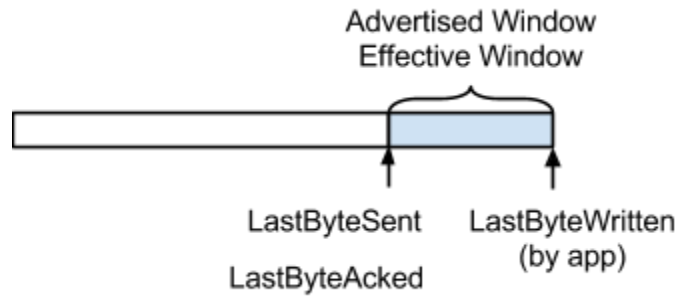 Advertised Window
Effective Window
LastByteSent
LastByteWritten
(by app)
LastByteAcked